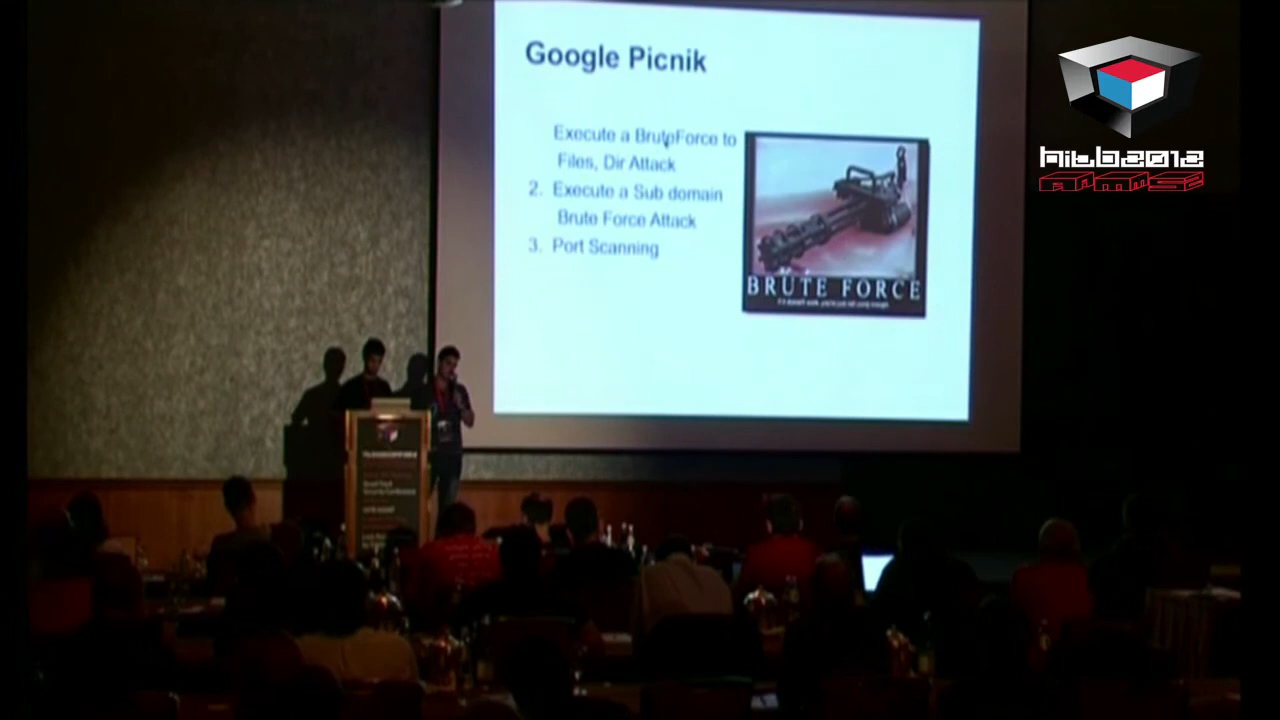 Google Picnik
Execute a BruteForce to
Files, Dir Attack
2. Execute a Sub domain
Brute Force Attack
3. Port Scanning
BRUTE FORCE
HITB2012
AMS